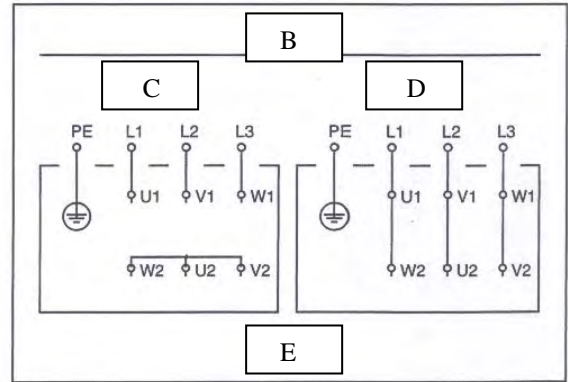 B
C D
PE L1 L2 L3 PE L1 L2 L3
U1 V1 W1 U1 V1 W1
W2 U2 V2 W2 U2 V2
E